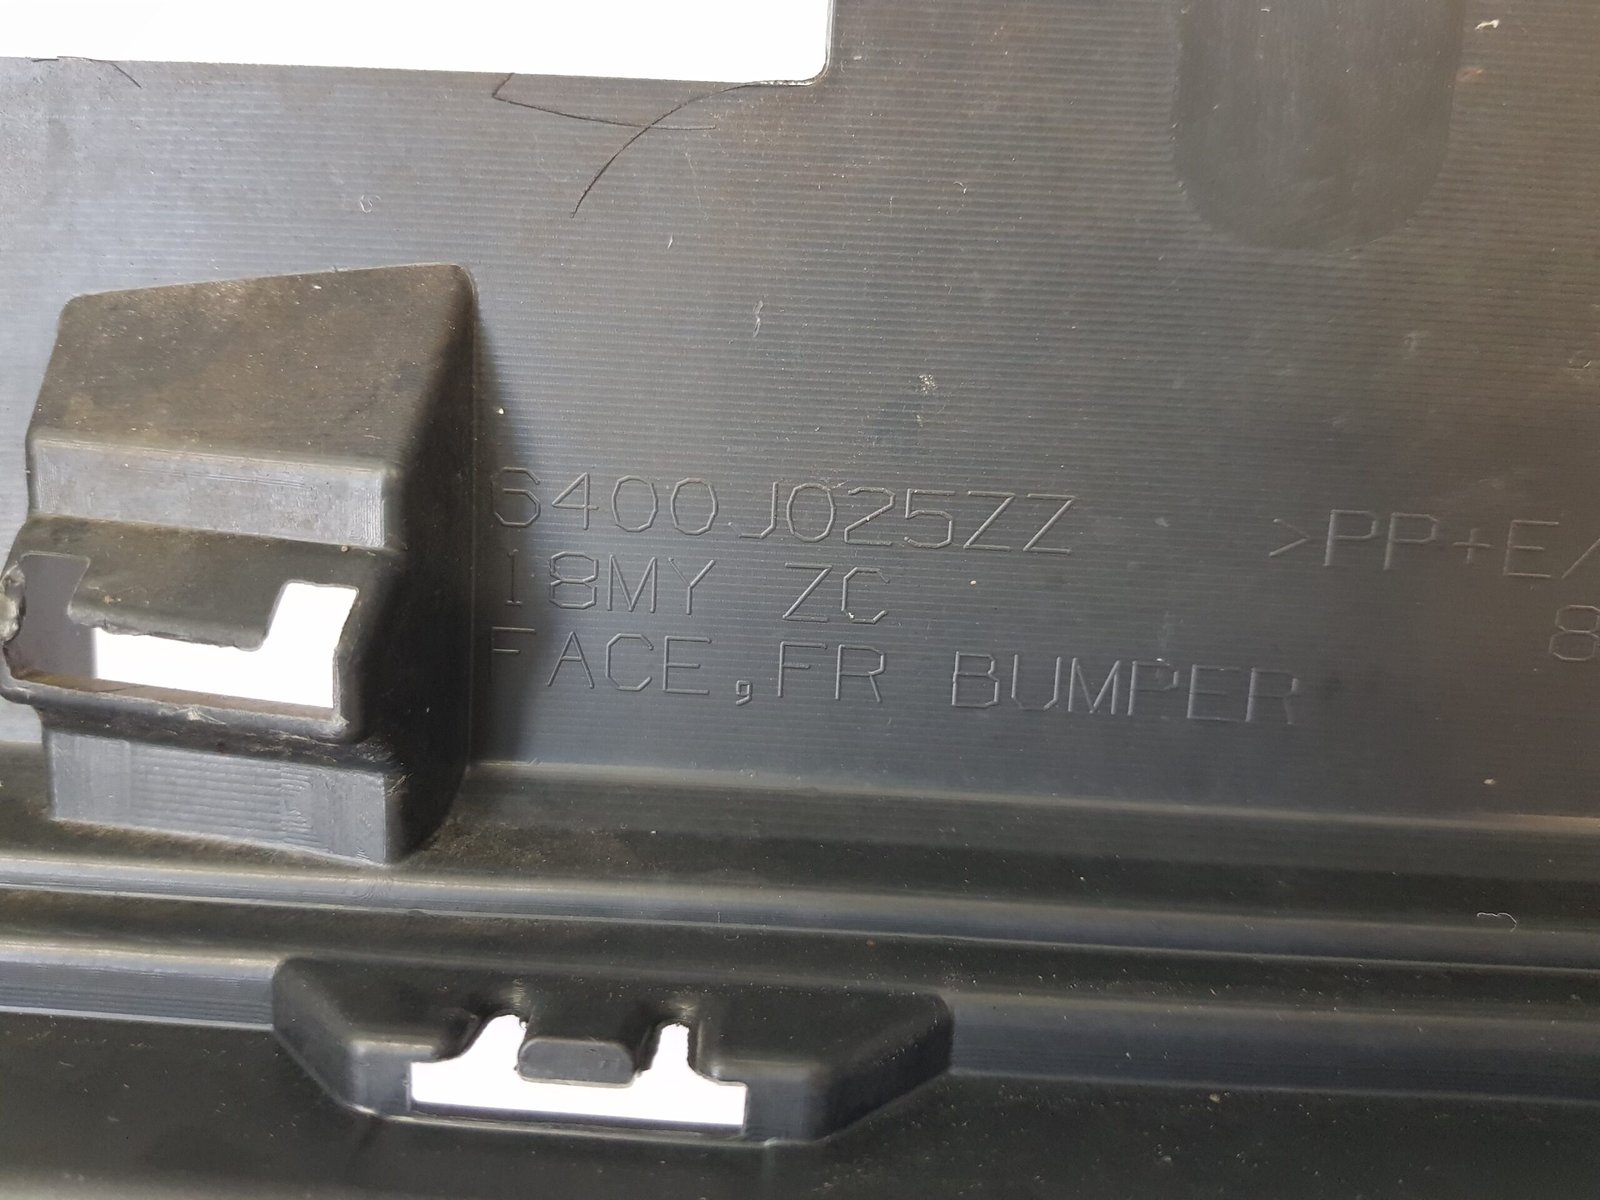 6400J025ZZ
18MY ZC
FACE,FR BUMPER
>PP+E/
8